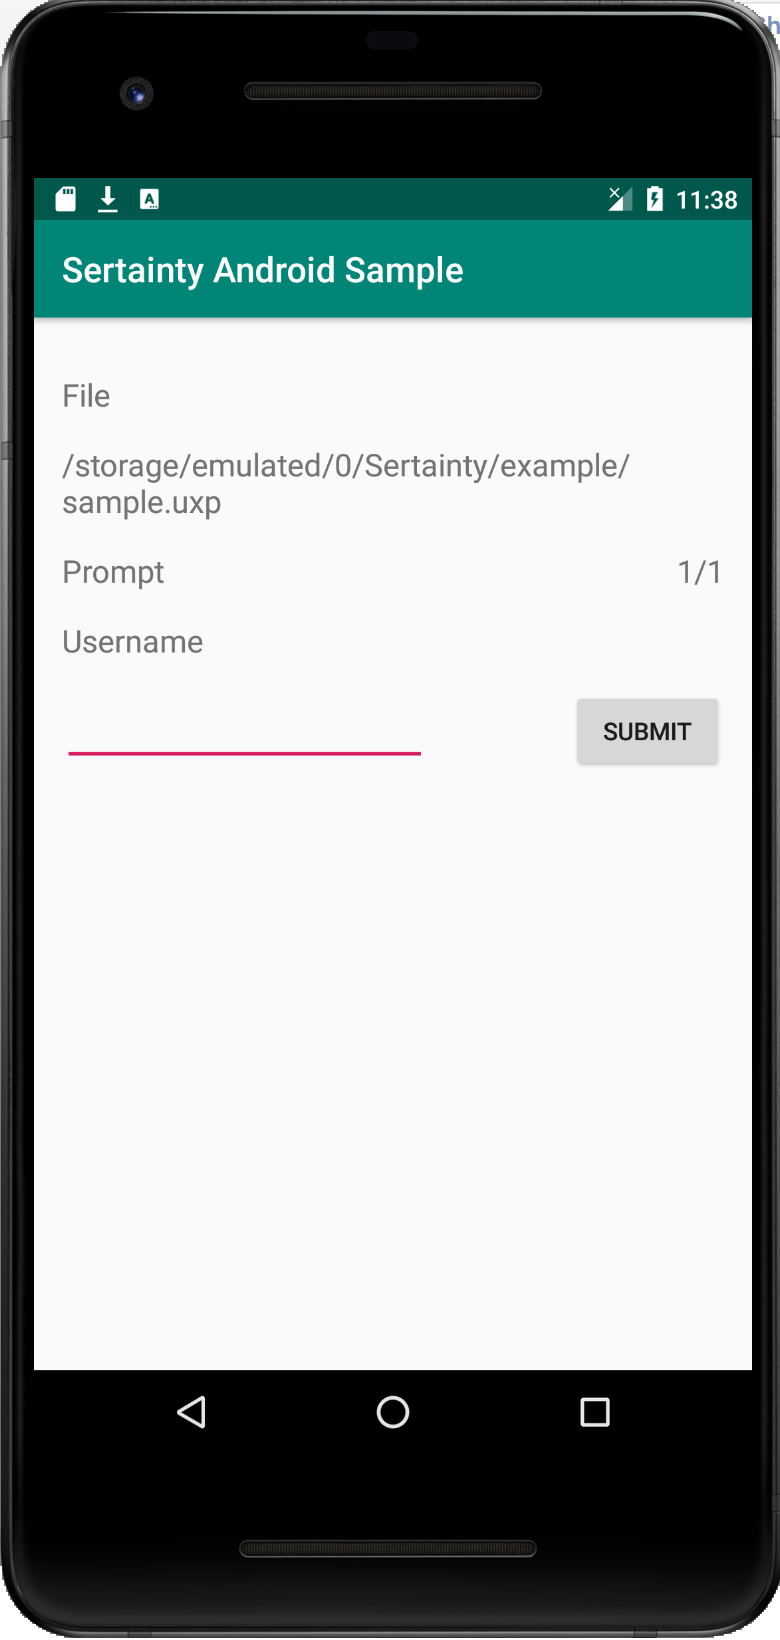 11:38
Sertainty Android Sample
File
/storage/emulated/0/Sertainty/example/
sample.uxp
Prompt 1/1
Username
SUBMIT